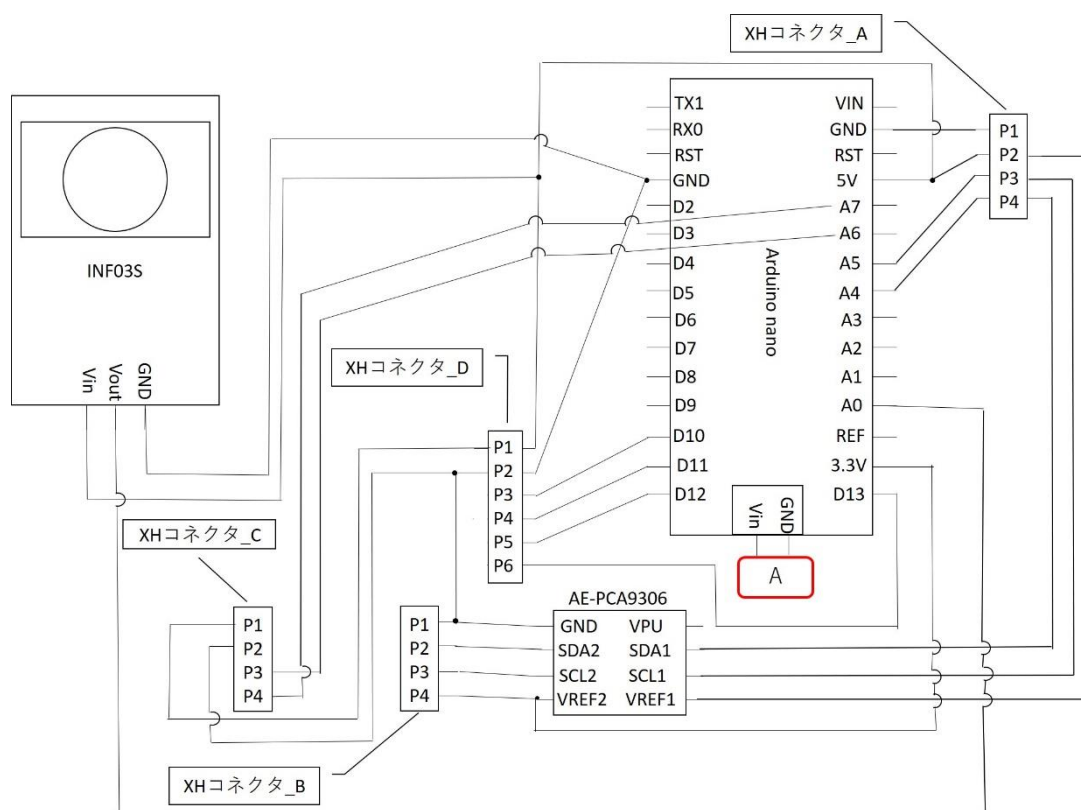 XHコネクタ_A
INF03S
Vin
Vout
GND
TX1
RX0
RST
GND
D2
D3
D4
D5
D6
D7
D8
D9
D10
D11
D12
Arduino nano
VIN
GND
RST
5V
A7
A6
A5
A4
A3
A2
A1
A0
REF
3.3V
D13
Vin
GND
A
P1
P2
P3
P4
XHコネクタ_D
P1
P2
P3
P4
P5
P6
XHコネクタ_C
P1
P2
P3
P4
P1
P2
P3
P4
XHコネクタ_B
AE-PCA9306
GND VPU
SDA2 SDA1
SCL2 SCL1
VREF2 VREF1